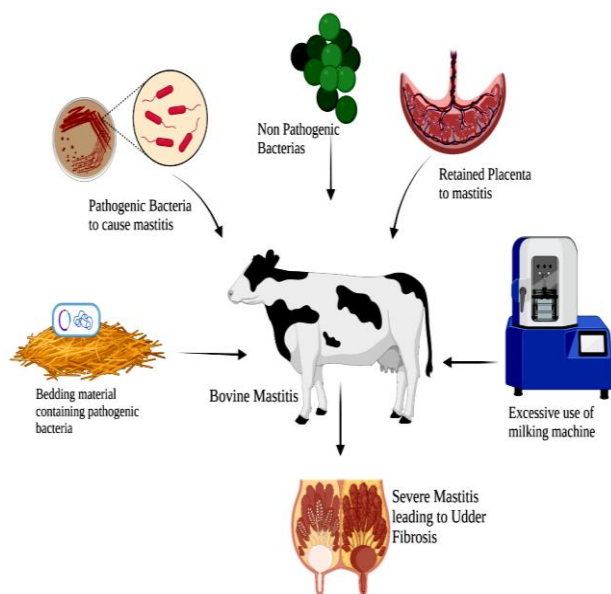 Non Pathogenic
Bacterias
Retained Placenta
to mastitis
Pathogenic Bacteria
to cause mastitis
Bedding material
containing pathogenic
bacteria
Bovine Mastitis
Excessive use of
milking machine
Severe Mastitis
leading to Udder
Fibrosis